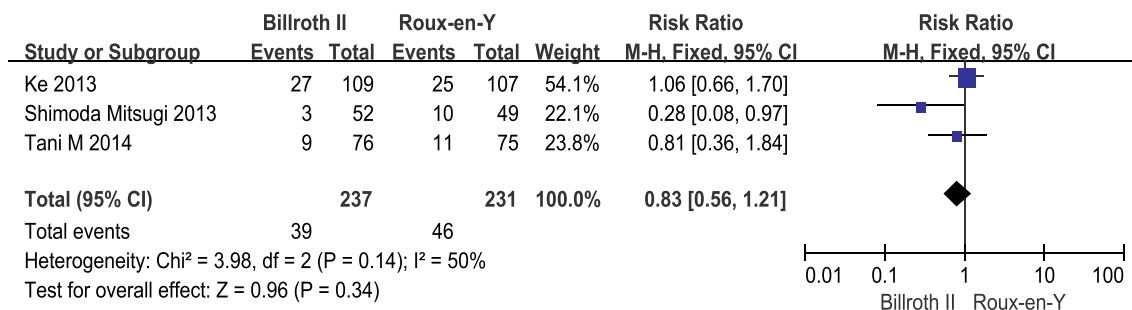 Billroth II Roux-en-Y Risk Ratio Risk Ratio
Study or Subgroup Events Total Events Total Weight M-H, Fixed, 95% CI M-H, Fixed, 95% CI
Ke 2013 27 109 25 107 54.1% 1.06 [0.66, 1.70]
Shimoda Mitsugi 2013 3 52 10 49 22.1% 0.28 [0.08, 0.97]
Tani M 2014 9 76 11 75 23.8% 0.81 [0.36, 1.84]
Total (95% CI) 237 231 100.0% 0.83 [0.56, 1.21]
Total events 39 46
Heterogeneity: Chi² = 3.98, df = 2 (P = 0.14); I² = 50%
Test for overall effect: Z = 0.96 (P = 0.34)
0.01 0.1 1 10 100
Billroth II Roux-en-Y